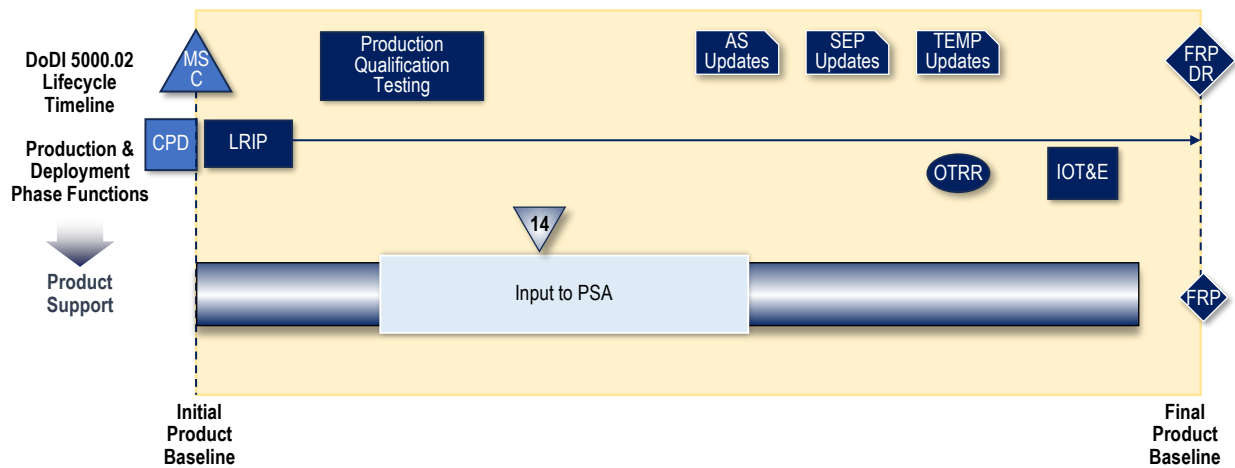 DoDI 5000.02
Lifecycle
Timeline
MS
C
Production
Qualification
Testing
AS
Updates
SEP
Updates
TEMP
Updates
FRP
DR
Production &
Deployment
Phase Functions
CPD
LRIP
OTRR
IOT&E
14
Product
Support
Input to PSA
FRP
Initial
Product
Baseline
Final
Product
Baseline